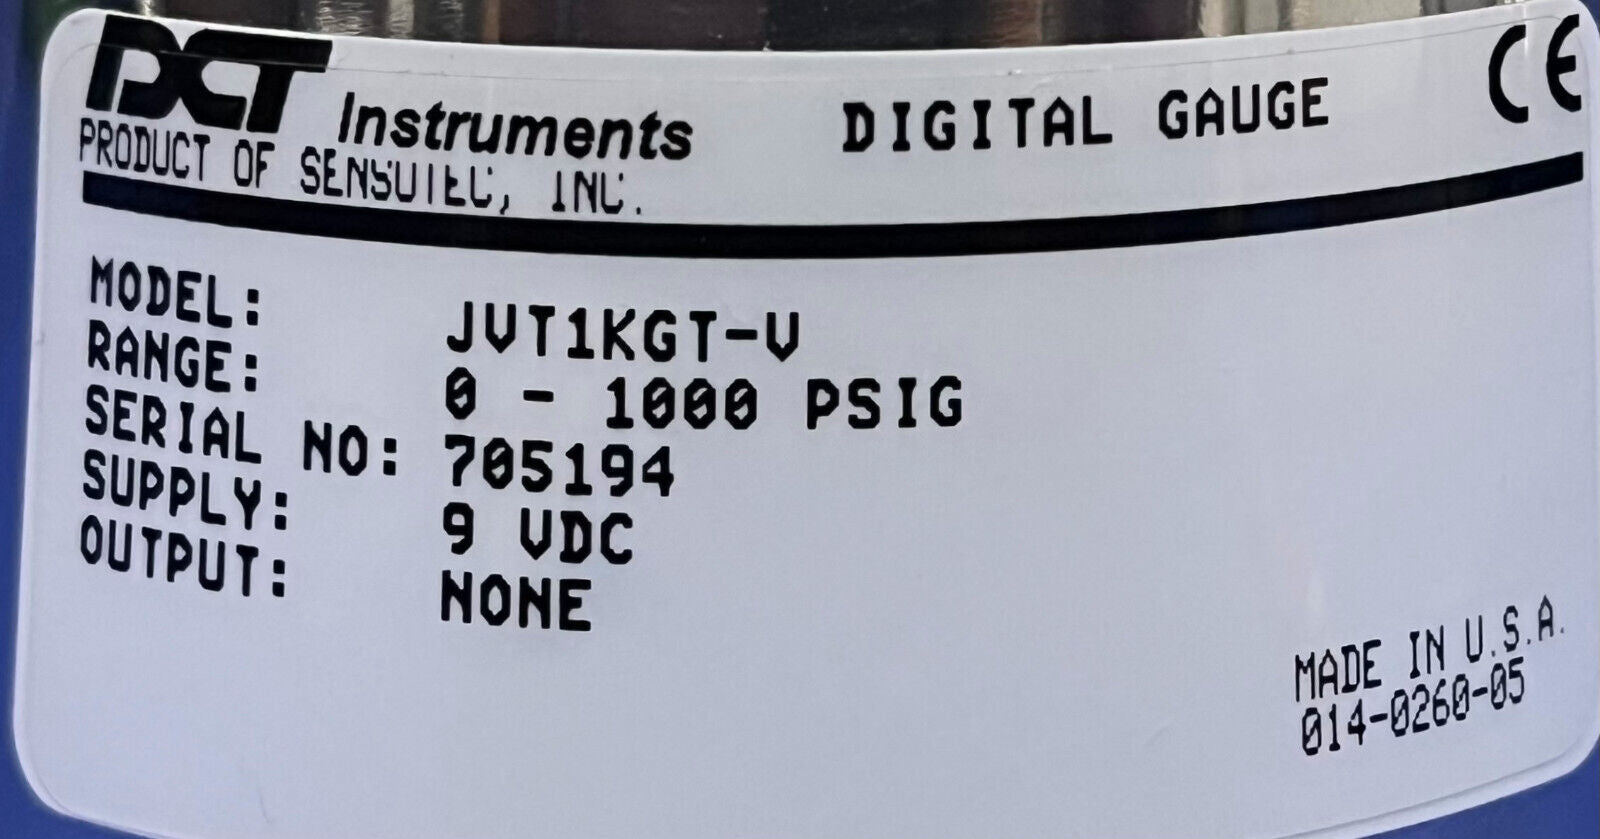 DCT Instruments
PRODUCT OF SENSOTEC, INC.
DIGITAL GAUGE
CE
MODEL: JVT1KGT-V
RANGE: 0 - 1000 PSIG
SERIAL NO: 705194
SUPPLY: 9 VDC
OUTPUT: NONE
MADE IN U.S.A.
014-0260-05